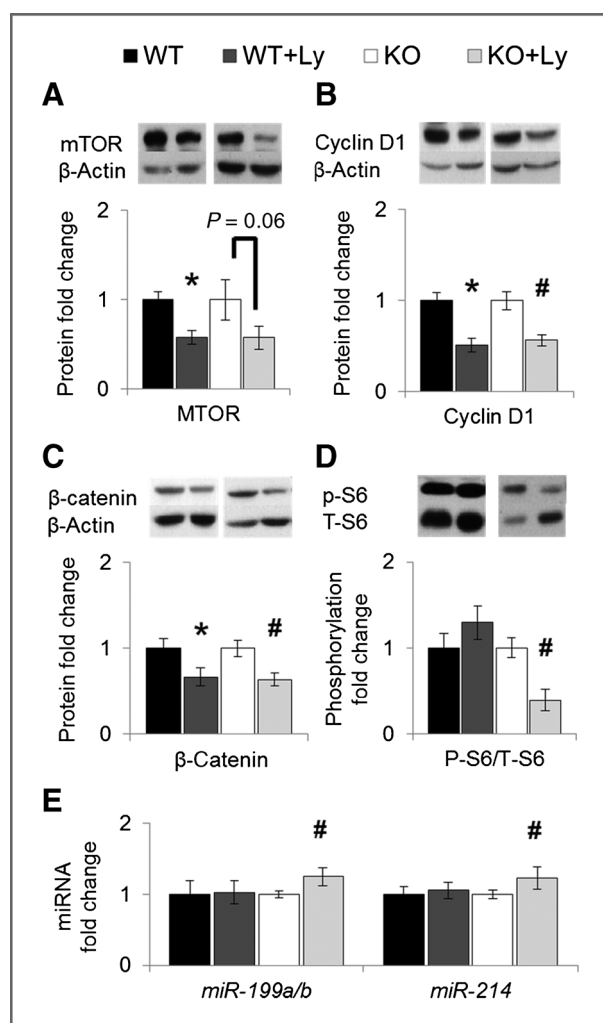 WT WT+Ly KO KO+Ly
A
mTOR
β-Actin
P = 0.06
*
2
1
0
Protein fold change
MTOR
B
Cyclin D1
β-Actin
* #
2
1
0
Protein fold change
Cyclin D1
C
β-catenin
β-Actin
* #
2
1
0
Protein fold change
β-Catenin
D
p-S6
T-S6
#
2
1
0
Phosphorylation
fold change
P-S6/T-S6
E
# #
2
1
0
miRNA
fold change
miR-199a/b miR-214